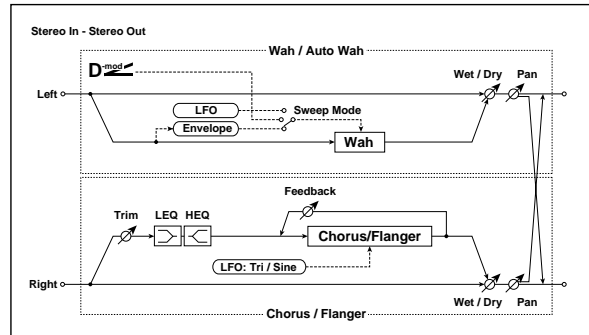 Stereo In - Stereo Out
Wah / Auto Wah
D-mod
Wet / Dry
Pan
Left
LFO
Sweep Mode
Envelope
Wah
Feedback
Trim
LEQ
HEQ
Chorus/Flanger
LFO: Tri / Sine
Right
Wet / Dry
Pan
Chorus / Flanger